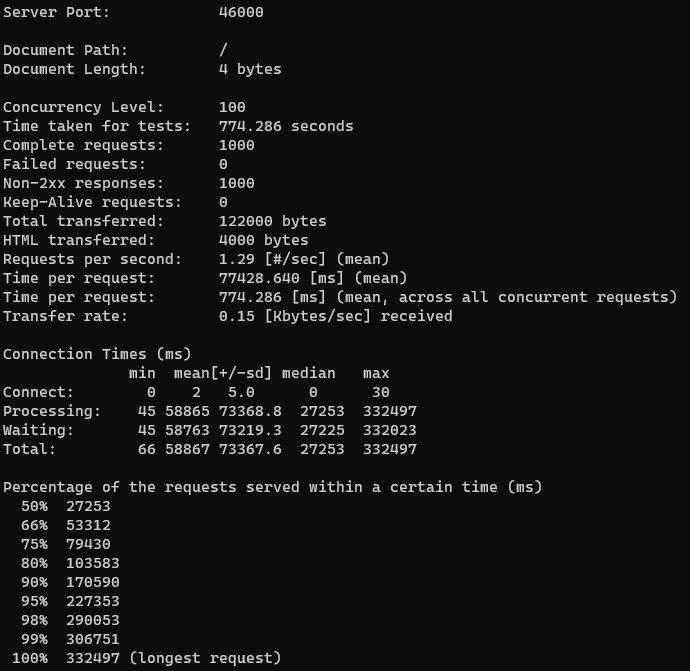 Server Port:            46000
Document Path:          /
Document Length:        4 bytes
Concurrency Level:      100
Time taken for tests:   774.286 seconds
Complete requests:      1000
Failed requests:        0
Non-2xx responses:      1000
Keep-Alive requests:    0
Total transferred:      122000 bytes
HTML transferred:       4000 bytes
Requests per second:    1.29 [#/sec] (mean)
Time per request:       77428.640 [ms] (mean)
Time per request:       774.286 [ms] (mean, across all concurrent requests)
Transfer rate:          0.15 [Kbytes/sec] received
Connection Times (ms)
              min  mean[+/-sd] median   max
Connect:        0    2   5.0      0      30
Processing:    45 58865 73368.8  27253  332497
Waiting:       45 58763 73219.3  27225  332023
Total:         66 58867 73367.6  27253  332497
Percentage of the requests served within a certain time (ms)
  50%  27253
  66%  53312
  75%  79430
  80%  103583
  90%  170590
  95%  227353
  98%  290053
  99%  306751
 100%  332497 (longest request)